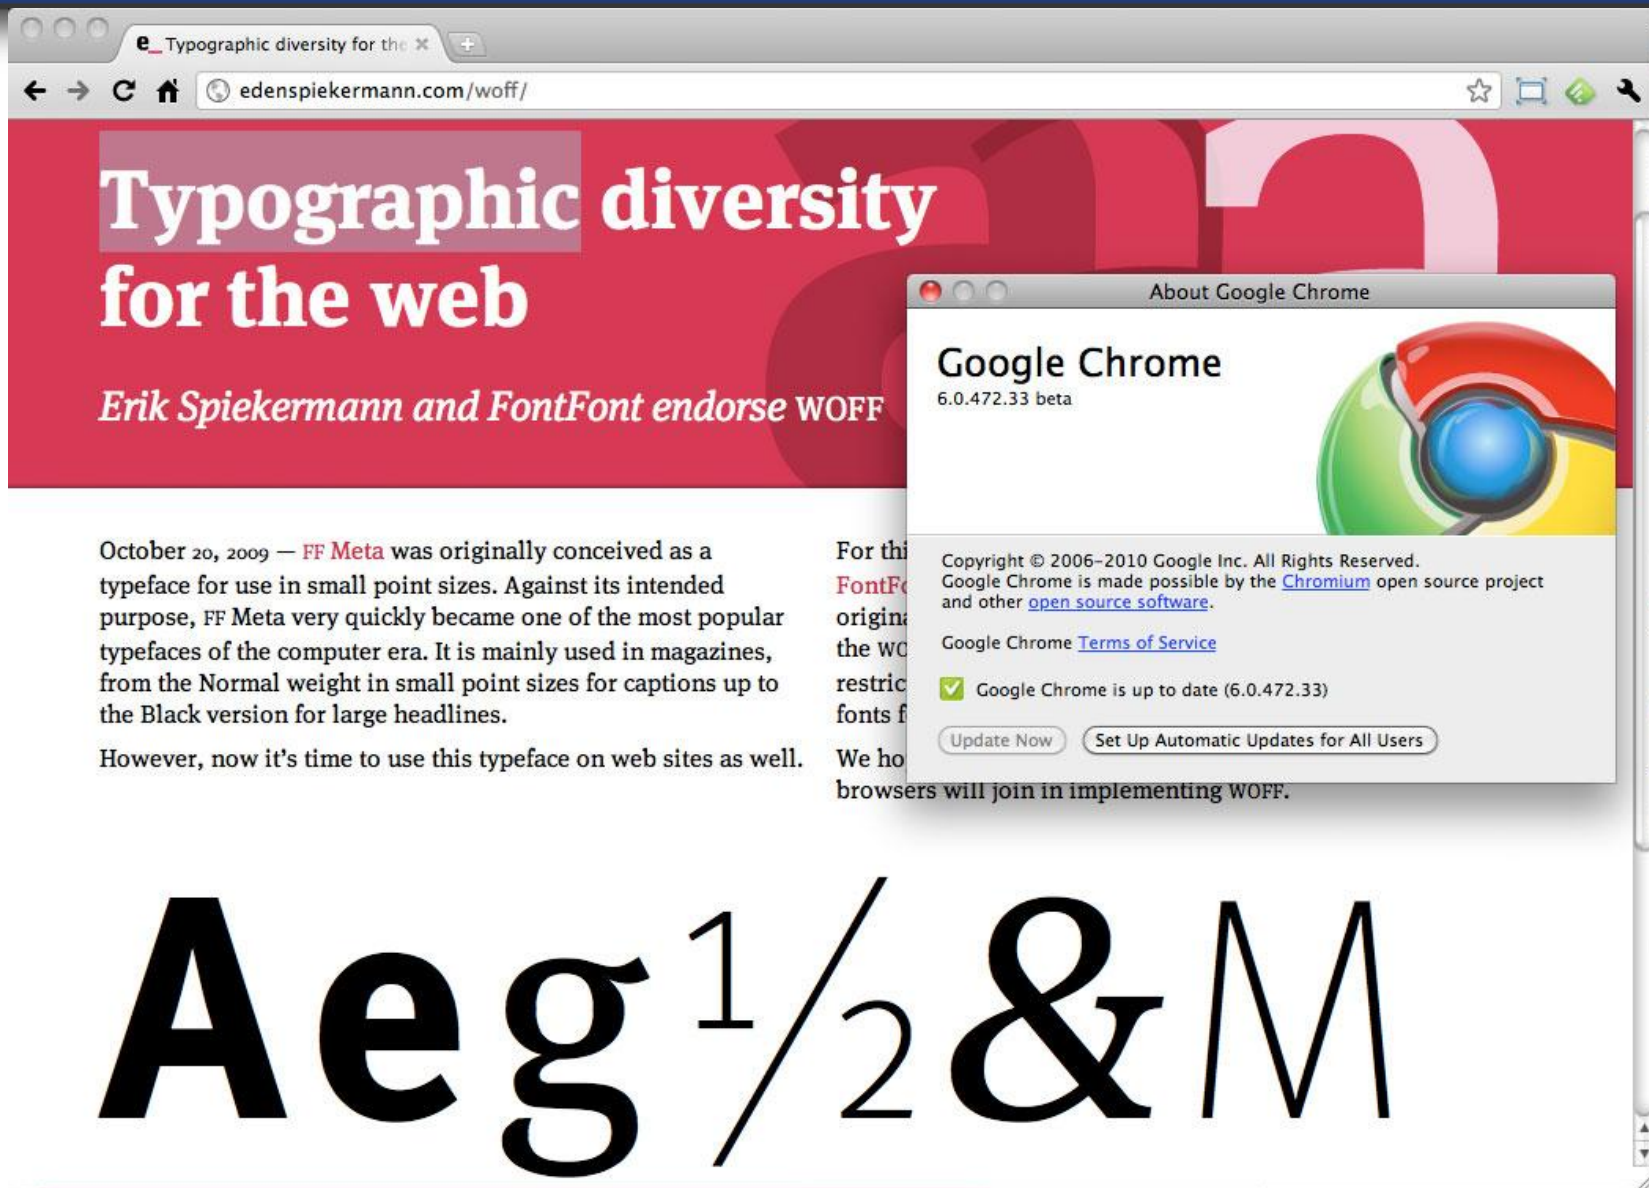 e_ Typographic diversity for the
edenspiekermann.com/woff/
Typographic diversity
for the web
Erik Spiekermann and FontFont endorse WOFF
October 20, 2009 — FF Meta was originally conceived as a
typeface for use in small point sizes. Against its intended
purpose, FF Meta very quickly became one of the most popular
typefaces of the computer era. It is mainly used in magazines,
from the Normal weight in small point sizes for captions up to
the Black version for large headlines.
However, now it's time to use this typeface on web sites as well.
For
the
fonts
We
browsers will join in implementing WOFF.
About Google Chrome
Google Chrome
6.0.472.33 beta
Copyright © 2006–2010 Google Inc. All Rights Reserved.
Google Chrome is made possible by the Chromium open source project
and other open source software.
Google Chrome Terms of Service
Google Chrome is up to date (6.0.472.33)
Update Now
Set Up Automatic Updates for All Users
A e g ½ & M
a a